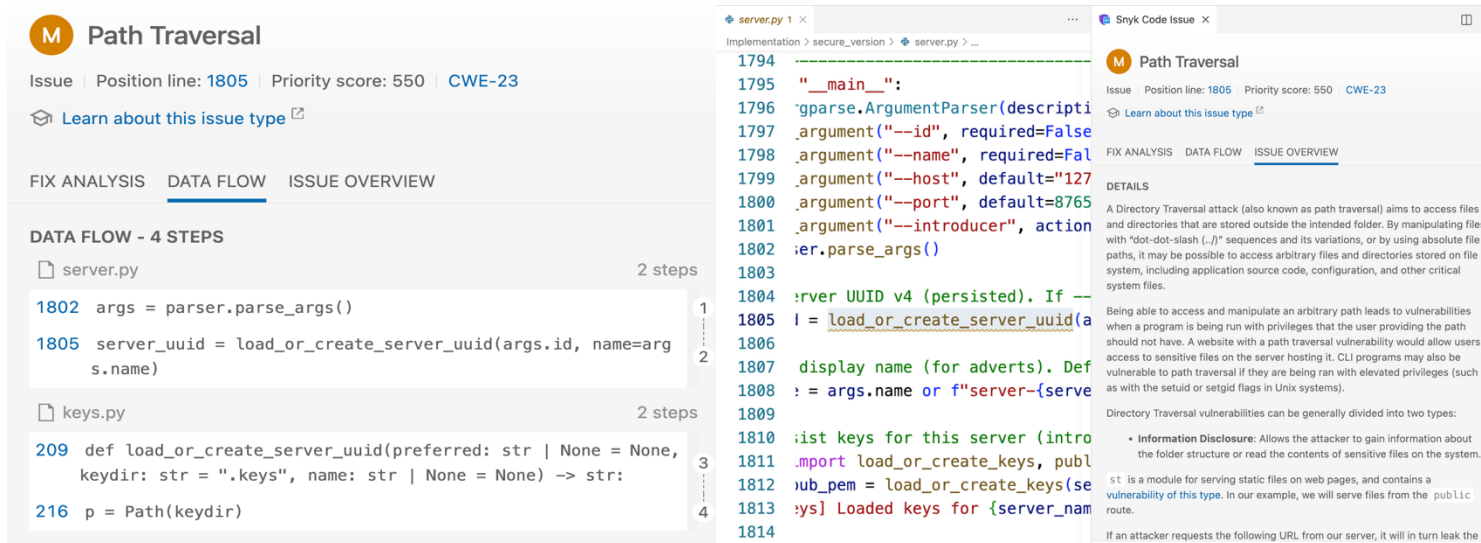 M Path Traversal
Issue | Position line: 1805 | Priority score: 550 | CWE-23
Learn about this issue type
FIX ANALYSIS DATA FLOW ISSUE OVERVIEW
DATA FLOW - 4 STEPS
server.py 2 steps
1802 args = parser.parse_args() 1
1805 server_uuid = load_or_create_server_uuid(args.id, name=arg
s.name) 2
keys.py 2 steps
209 def load_or_create_server_uuid(preferred: str | None = None,
keydir: str = ".keys", name: str | None = None) -> str: 3
216 p = Path(keydir) 4
server.py 1 × ···
Implementation > secure_version > server.py > ...
1794 ------------------------------------
1795 "__main__":
1796 rgparse.ArgumentParser(descripti
1797 _argument("--id", required=False
1798 _argument("--name", required=Fal
1799 _argument("--host", default="127
1800 _argument("--port", default=8765
1801 _argument("--introducer", action
1802 ser.parse_args()
1803
1804 erver UUID v4 (persisted). If --
1805 d = load_or_create_server_uuid(a
1806
1807 display name (for adverts). Def
1808 e = args.name or f"server-{serve
1809
1810 sist keys for this server (intro
1811 import load_or_create_keys, publ
1812 pub_pem = load_or_create_keys(se
1813 eys] Loaded keys for {server_nam
1814
Snyk Code Issue ×
M Path Traversal
Issue | Position line: 1805 | Priority score: 550 | CWE-23
Learn about this issue type
FIX ANALYSIS DATA FLOW ISSUE OVERVIEW
DETAILS
A Directory Traversal attack (also known as path traversal) aims to access files
and directories that are stored outside the intended folder. By manipulating file
with "dot-dot-slash (../)" sequences and its variations, or by using absolute file
paths, it may be possible to access arbitrary files and directories stored on file
system, including application source code, configuration, and other critical
system files.
Being able to access and manipulate an arbitrary path leads to vulnerabilities
when a program is being run with privileges that the user providing the path
should not have. A website with a path traversal vulnerability would allow users
access to sensitive files on the server hosting it. CLI programs may also be
vulnerable to path traversal if they are being ran with elevated privileges (such
as with the setuid or setgid flags in Unix systems).
Directory Traversal vulnerabilities can be generally divided into two types:
• Information Disclosure: Allows the attacker to gain information about
the folder structure or read the contents of sensitive files on the system.
st is a module for serving static files on web pages, and contains a
vulnerability of this type. In our example, we will serve files from the public
route.
If an attacker requests the following URL from our server, it will in turn leak the